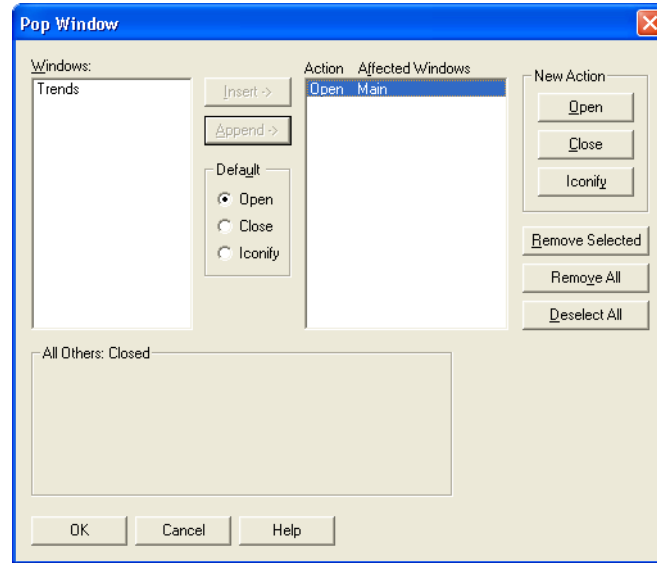 Pop Window
Windows:
Trends
Insert ->
Append ->
Default
Open
Close
Iconify
Action Affected Windows
Open Main
New Action
Open
Close
Iconify
Remove Selected
Remove All
Deselect All
All Others: Closed
OK Cancel Help